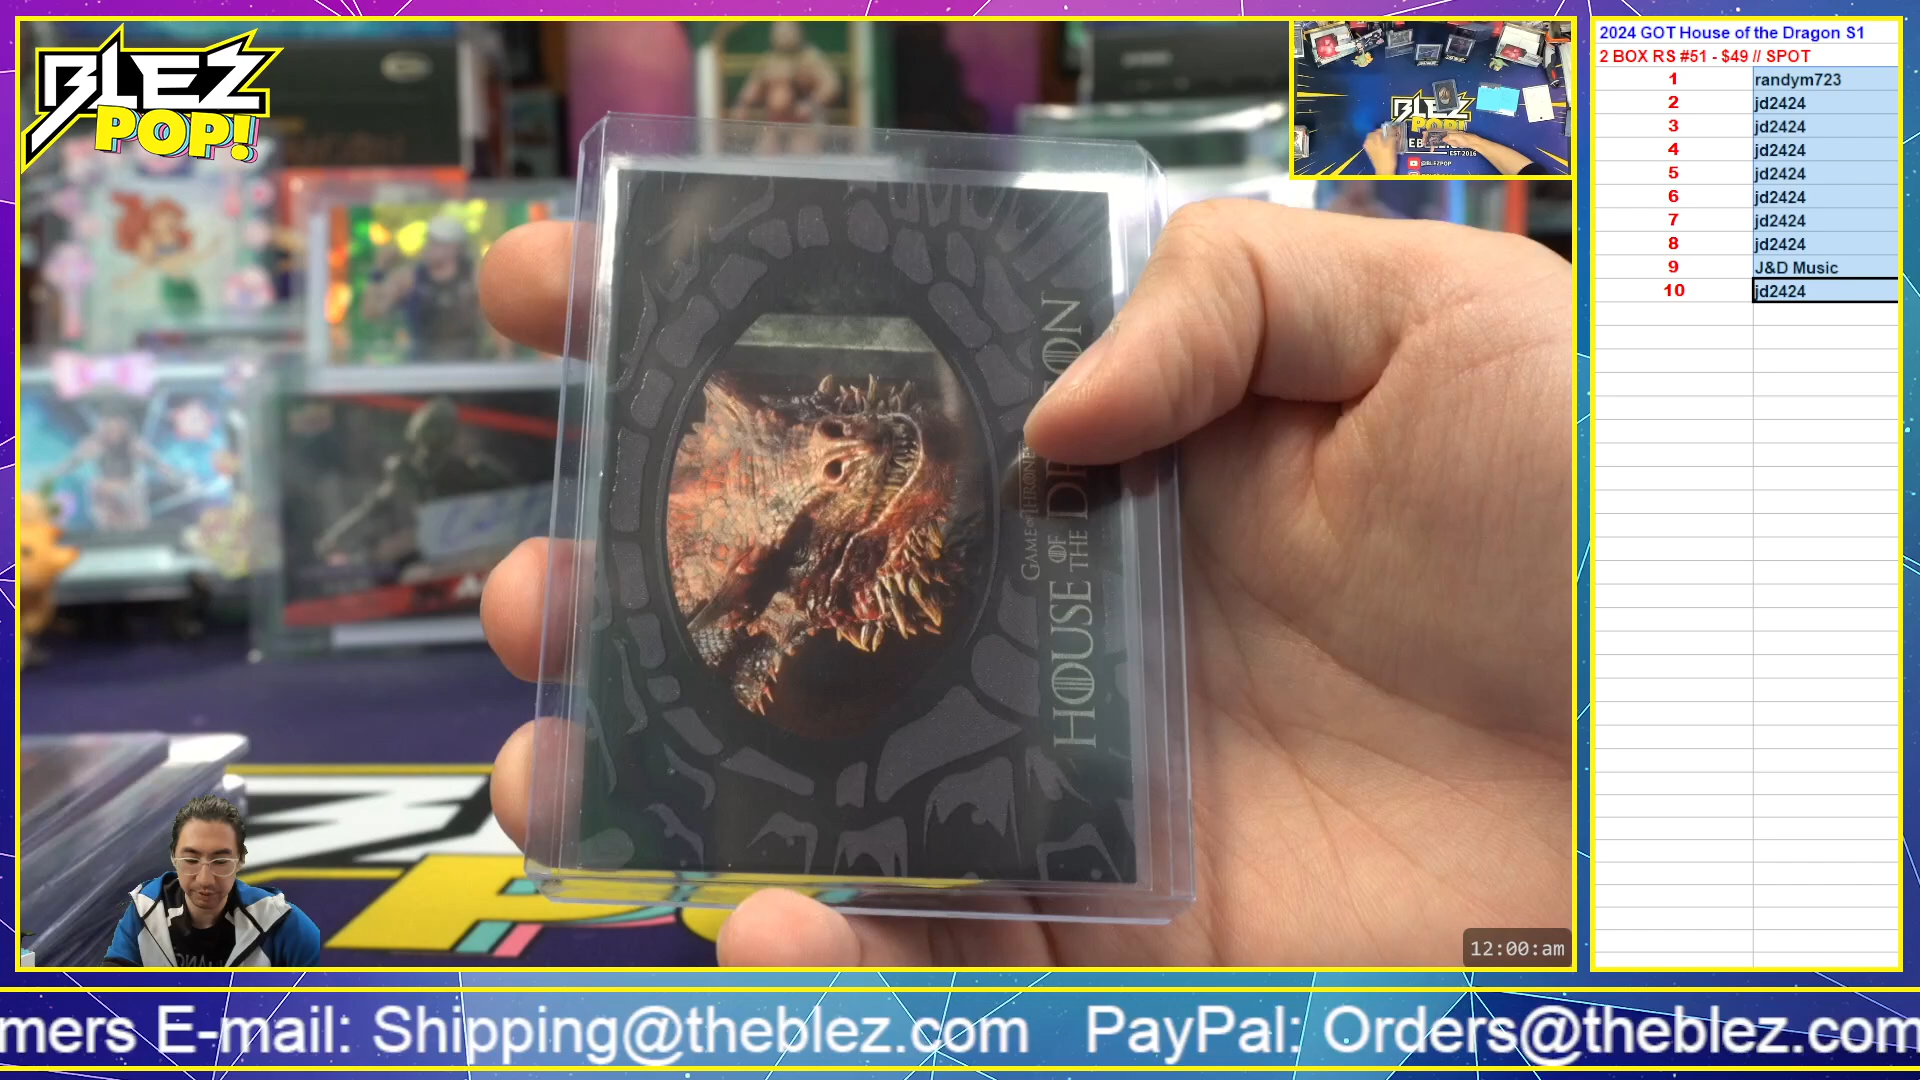 BLEZ
POP!
GAME OF THRONES
HOUSE OF THE DRAGON
12:00:am
2024 GOT House of the Dragon S1
2 BOX RS #51 - $49 // SPOT
1 randym723
2 jd2424
3 jd2424
4 jd2424
5 jd2424
6 jd2424
7 jd2424
8 jd2424
9 J&D Music
10 jd2424
mers E-mail: Shipping@theblez.com PayPal: Orders@theblez.com